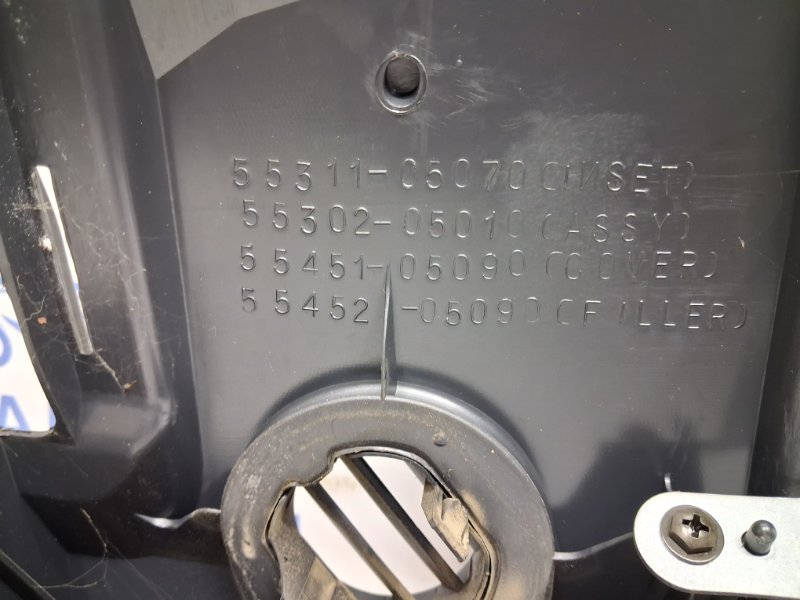 55311-05070(INSET)
55302-05010(ASSY)
55451-05090(COVER)
55452-05090(FILLER)